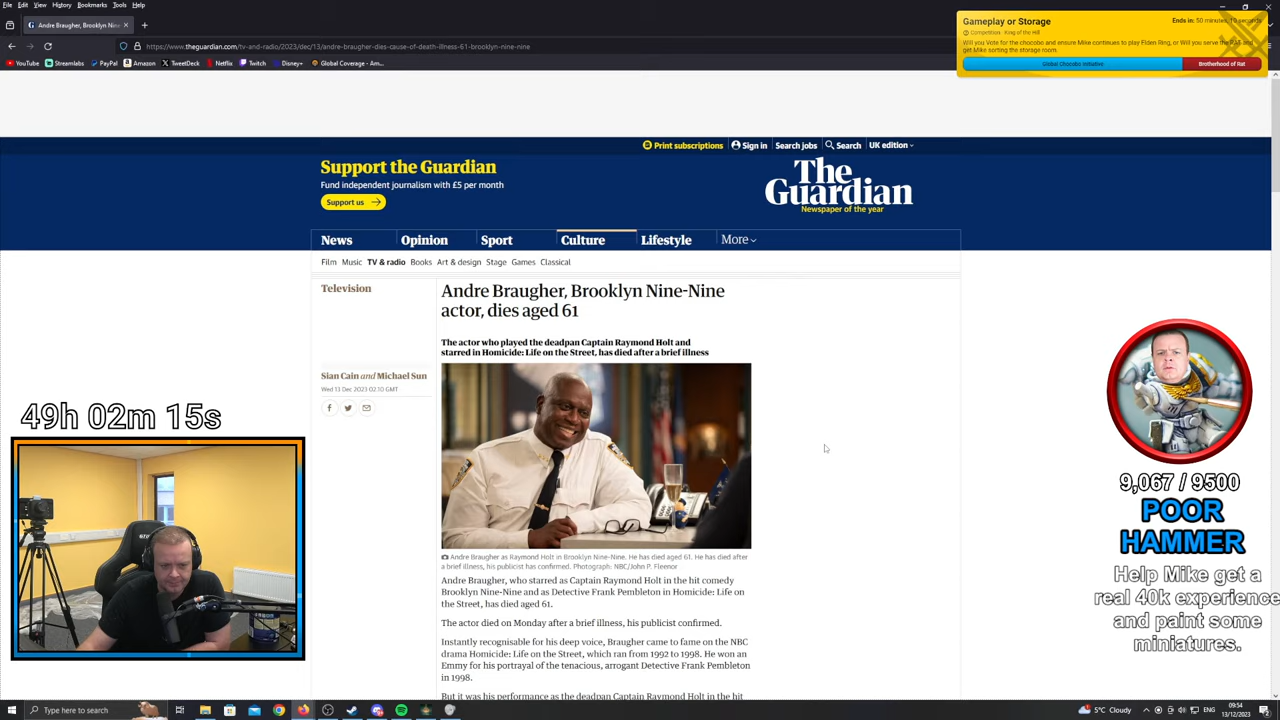 File Edit View History Bookmarks Tools Help
Andre Braugher, Brooklyn Nine-
https://www.theguardian.com/tv-and-radio/2023/dec/13/andre-braugher-dies-cause-of-death-illness-61-brooklyn-nine-nine
YouTube Streamlabs PayPal Amazon TweetDeck Netflix Twitch Disney+ Global Coverage - Am...
Gameplay or Storage
Ends in: 50 minutes, 10 seconds
Competition - King of the Hill
Will you Vote for the chocobo and ensure Mike continues to play Elden Ring, or Will you serve the RAT and
get Mike sorting the storage room.
Global Chocobo Initiative
Brotherhood of Rat
Print subscriptions Sign in Search jobs Search UK edition
Support the Guardian
Fund independent journalism with £5 per month
Support us
The
Guardian
Newspaper of the year
News Opinion Sport Culture Lifestyle More
Film Music TV & radio Books Art & design Stage Games Classical
Television
Andre Braugher, Brooklyn Nine-Nine
actor, dies aged 61
The actor who played the deadpan Captain Raymond Holt and
starred in Homicide: Life on the Street, has died after a brief illness
Sian Cain and Michael Sun
Wed 13 Dec 2023 02.10 GMT
Andre Braugher as Raymond Holt in Brooklyn Nine-Nine. He has died aged 61. He has died after
a brief illness, his publicist has confirmed. Photograph: NBC/John P. Fleenor
Andre Braugher, who starred as Captain Raymond Holt in the hit comedy
Brooklyn Nine-Nine and as Detective Frank Pembleton in Homicide: Life on
the Street, has died aged 61.
The actor died on Monday after a brief illness, his publicist confirmed.
Instantly recognisable for his deep voice, Braugher came to fame on the NBC
drama Homicide: Life on the Street, which ran from 1992 to 1998. He won an
Emmy for his portrayal of the tenacious, arrogant Detective Frank Pembleton
in 1998.
But it was his performance as the deadpan Captain Raymond Holt in the hit
49h 02m 15s
9,067 / 9500
POOR
HAMMER
Help Mike get a
real 40k experience
and paint some
miniatures.
Type here to search
5°C Cloudy
ENG
09:54
13/12/2023